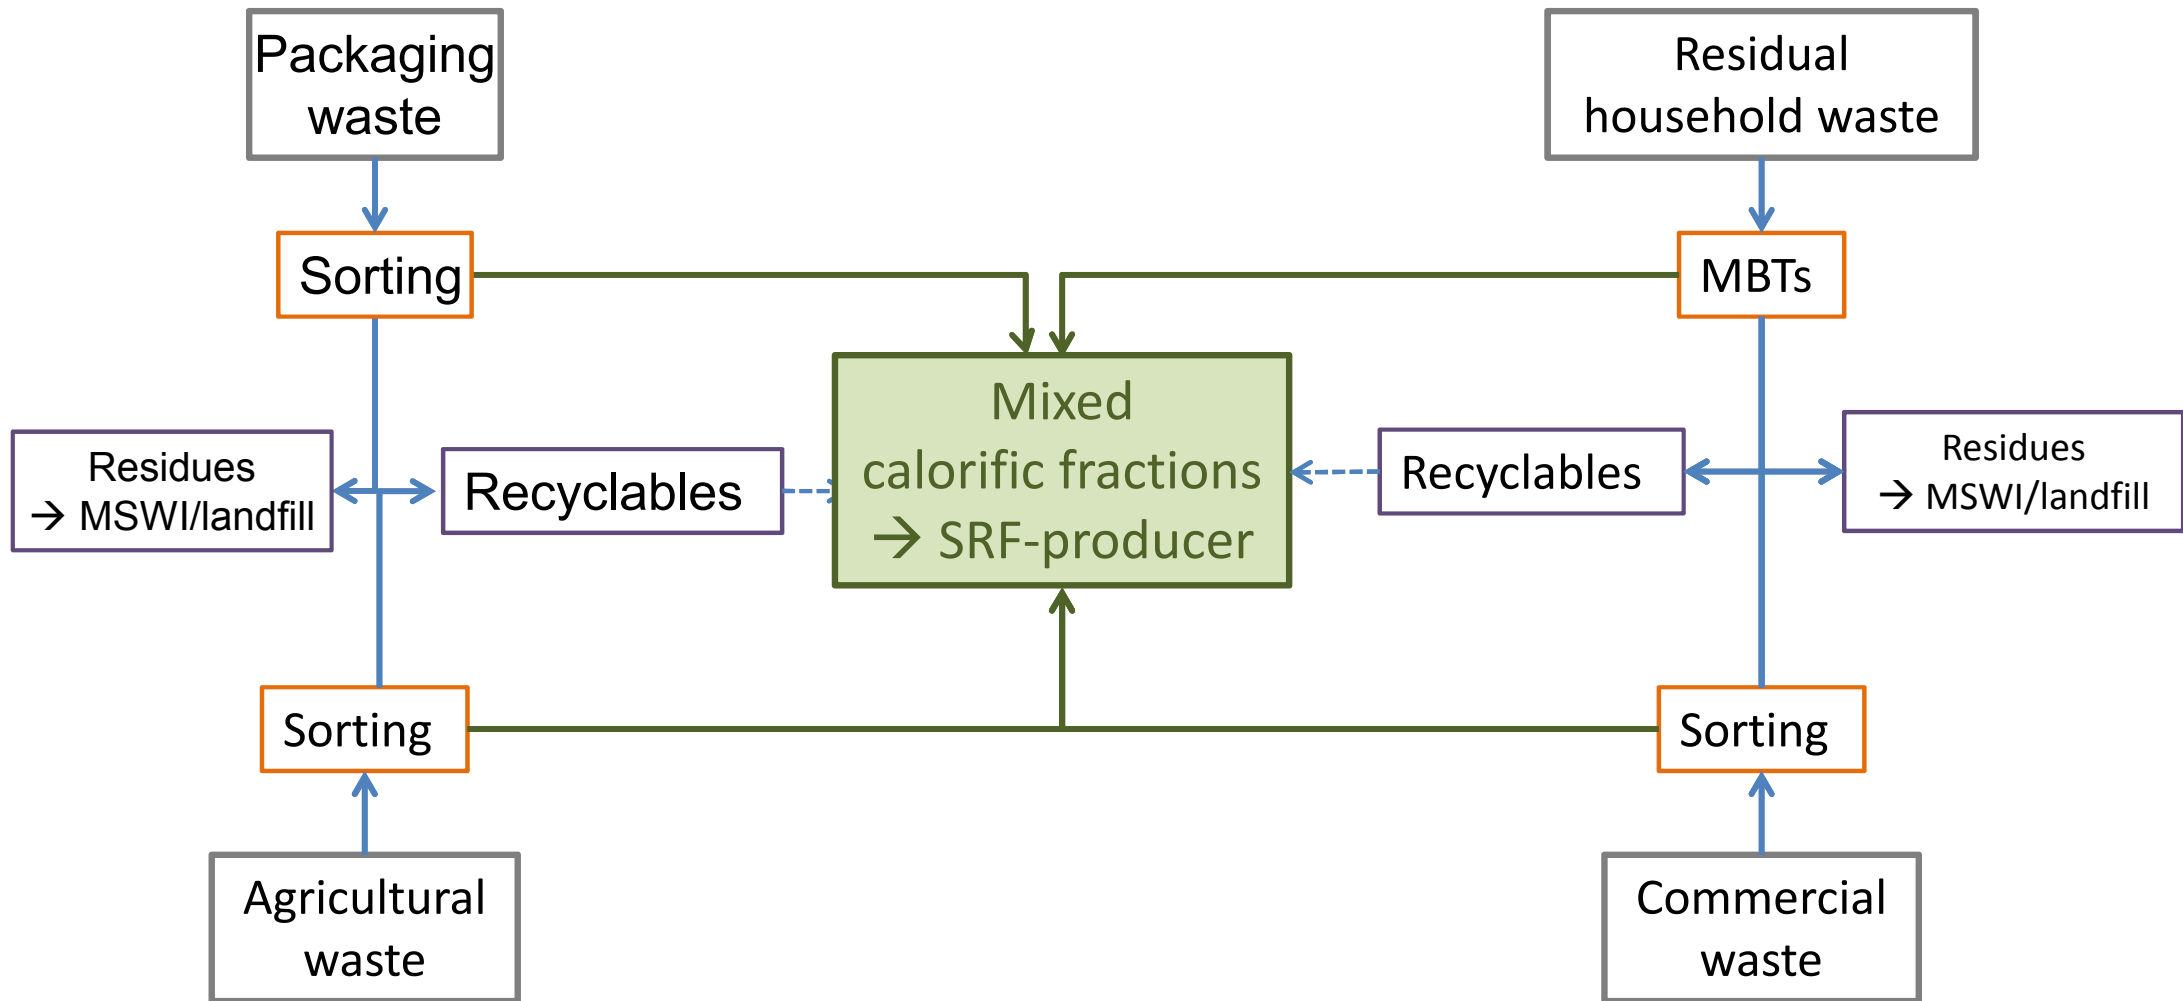 Packaging
waste
Residual
household waste
Sorting
MBTs
Mixed
calorific fractions
→ SRF-producer
Residues
→ MSWI/landfill
Recyclables
Recyclables
Residues
→ MSWI/landfill
Sorting
Sorting
Agricultural
waste
Commercial
waste